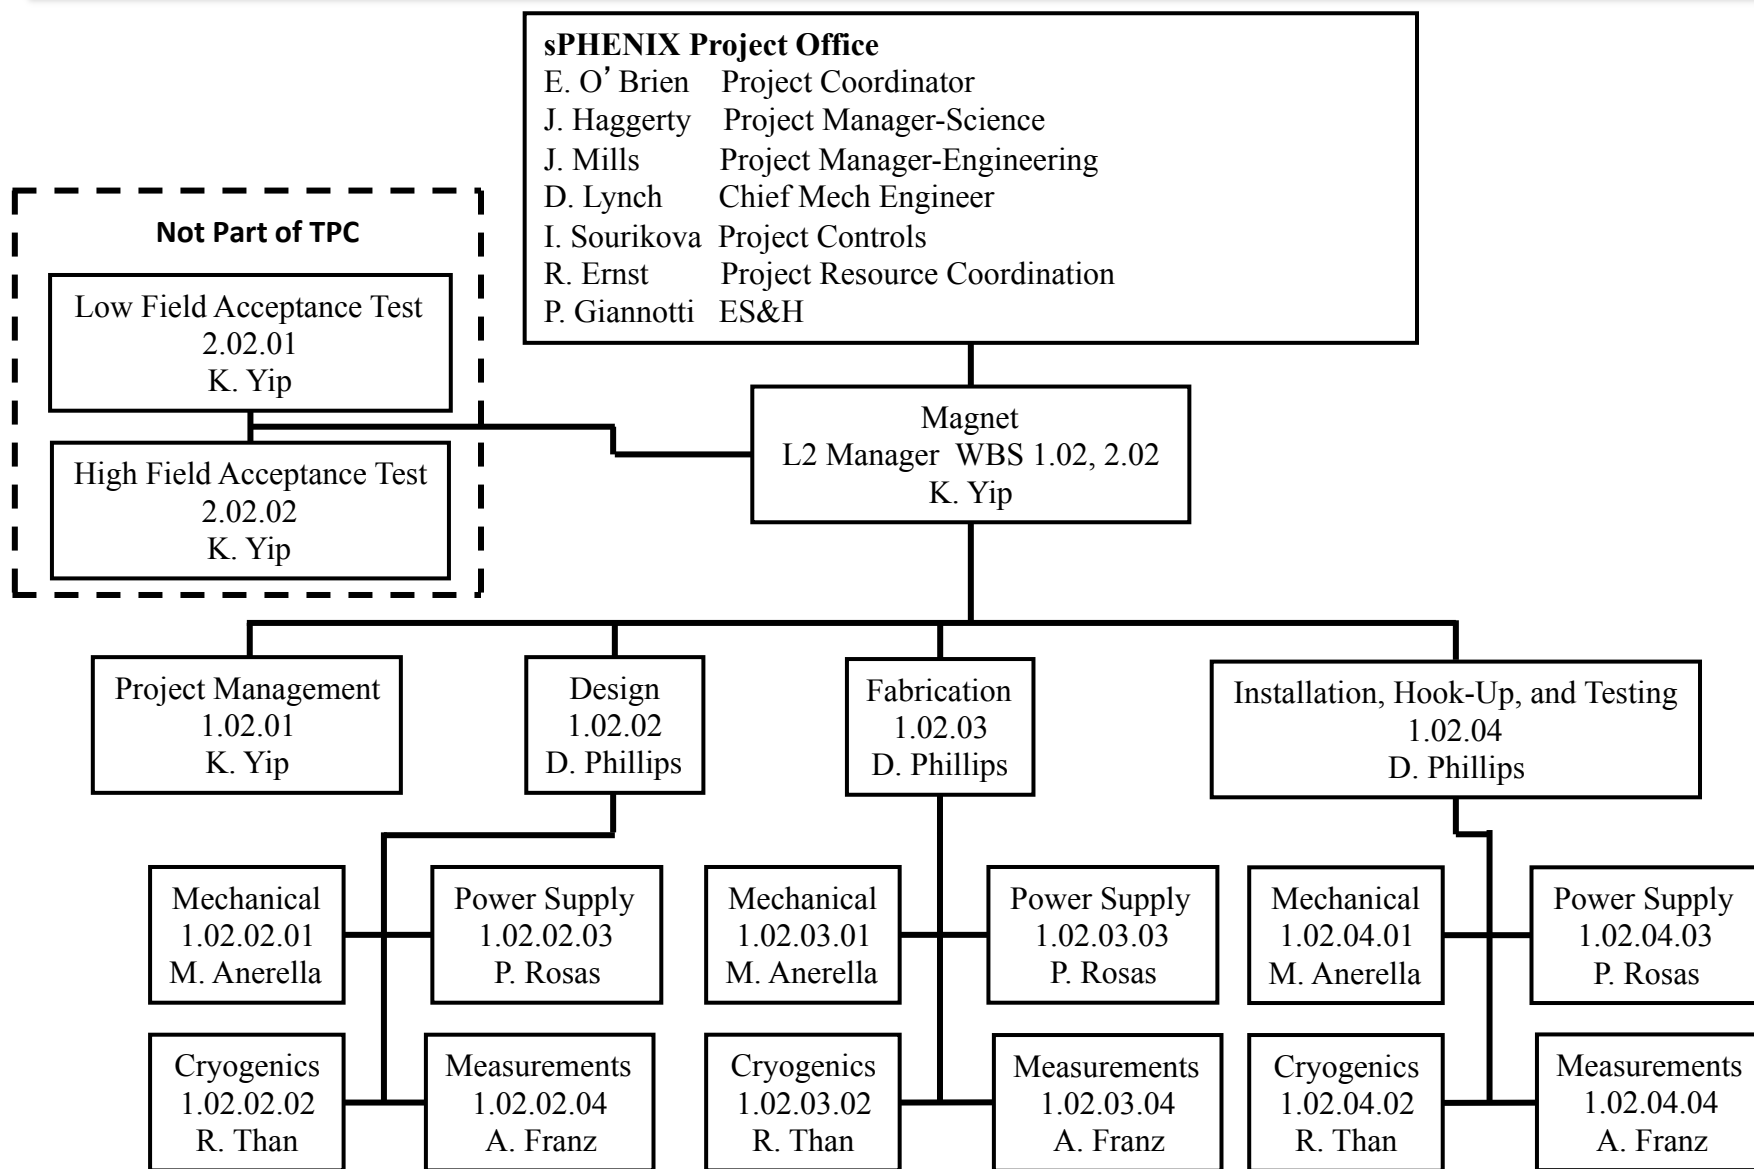 sPHENIX Project Office
E. O’Brien Project Coordinator
J. Haggerty Project Manager-Science
J. Mills Project Manager-Engineering
D. Lynch Chief Mech Engineer
I. Sourikova Project Controls
R. Ernst Project Resource Coordination
P. Giannotti ES&H
Not Part of TPC
Low Field Acceptance Test
2.02.01
K. Yip
High Field Acceptance Test
2.02.02
K. Yip
Magnet
L2 Manager WBS 1.02, 2.02
K. Yip
Project Management
1.02.01
K. Yip
Design
1.02.02
D. Phillips
Fabrication
1.02.03
D. Phillips
Installation, Hook-Up, and Testing
1.02.04
D. Phillips
Mechanical
1.02.02.01
M. Anerella
Power Supply
1.02.02.03
P. Rosas
Mechanical
1.02.03.01
M. Anerella
Power Supply
1.02.03.03
P. Rosas
Mechanical
1.02.04.01
M. Anerella
Power Supply
1.02.04.03
P. Rosas
Cryogenics
1.02.02.02
R. Than
Measurements
1.02.02.04
A. Franz
Cryogenics
1.02.03.02
R. Than
Measurements
1.02.03.04
A. Franz
Cryogenics
1.02.04.02
R. Than
Measurements
1.02.04.04
A. Franz